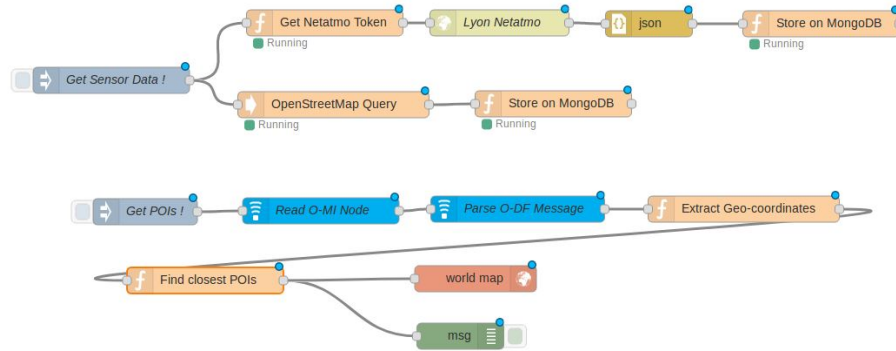 Get Netatmo Token
Lyon Netatmo
json
Store on MongoDB
Running
Running
Get Sensor Data !
OpenStreetMap Query
Store on MongoDB
Running
Running
Get POIs !
Read O-MI Node
Parse O-DF Message
Extract Geo-coordinates
Find closest POIs
world map
msg